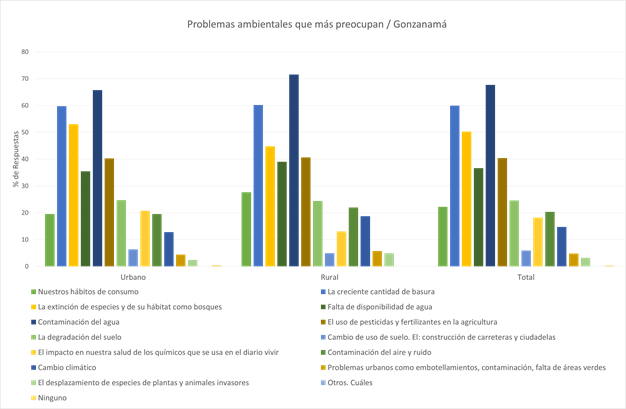 Problemas ambientales que más preocupan / Gonzanamá
80
70
60
50
40
30
20
10
0
% de Respuestas
Urbano Rural Total
Nuestros hábitos de consumo La creciente cantidad de basura
La extinción de especies y de su hábitat como bosques Falta de disponibilidad de agua
Contaminación del agua El uso de pesticidas y fertilizantes en la agricultura
La degradación del suelo Cambio de uso de suelo. El: construcción de carreteras y ciudadelas
El impacto en nuestra salud de los químicos que se usa en el diario vivir Contaminación del aire y ruido
Cambio climático Problemas urbanos como embotellamientos, contaminación, falta de áreas verdes
El desplazamiento de especies de plantas y animales invasores Otros. Cuáles
Ninguno